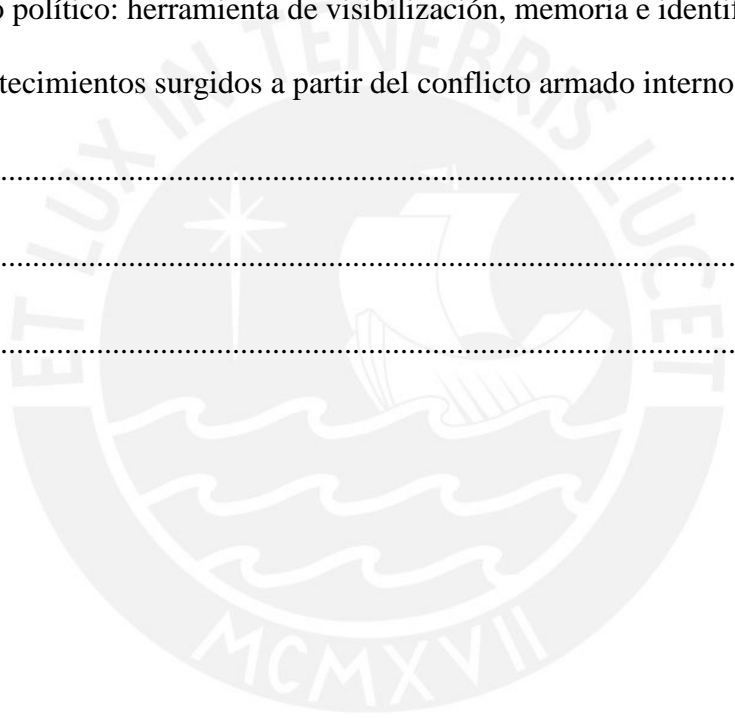 o político: herramienta de visibilización, memoria e identif
tecimientos surgidos a partir del conflicto armado interno
....................................................................................................
....................................................................................................
....................................................................................................
ET LUX IN TENEBRIS LUCET
MCMXVII